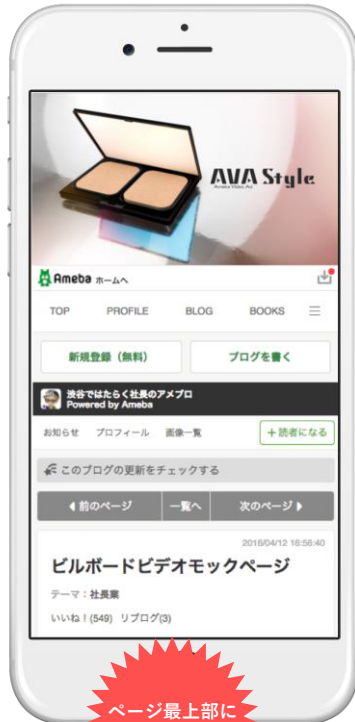 AVA Style
Ameba Video Ad
Ameba ホームへ
TOP PROFILE BLOG BOOKS
新規登録（無料） ブログを書く
渋谷ではたらく社長のアメブロ
Powered by Ameba
お知らせ プロフィール 画像一覧 +読者になる
このブログの更新をチェックする
前のページ 一覧へ 次のページ
2016/04/12 16:56:40
ビルボードビデオモックページ
テーマ：社長業
いいね！(549) リブログ(3)
ページ最上部に